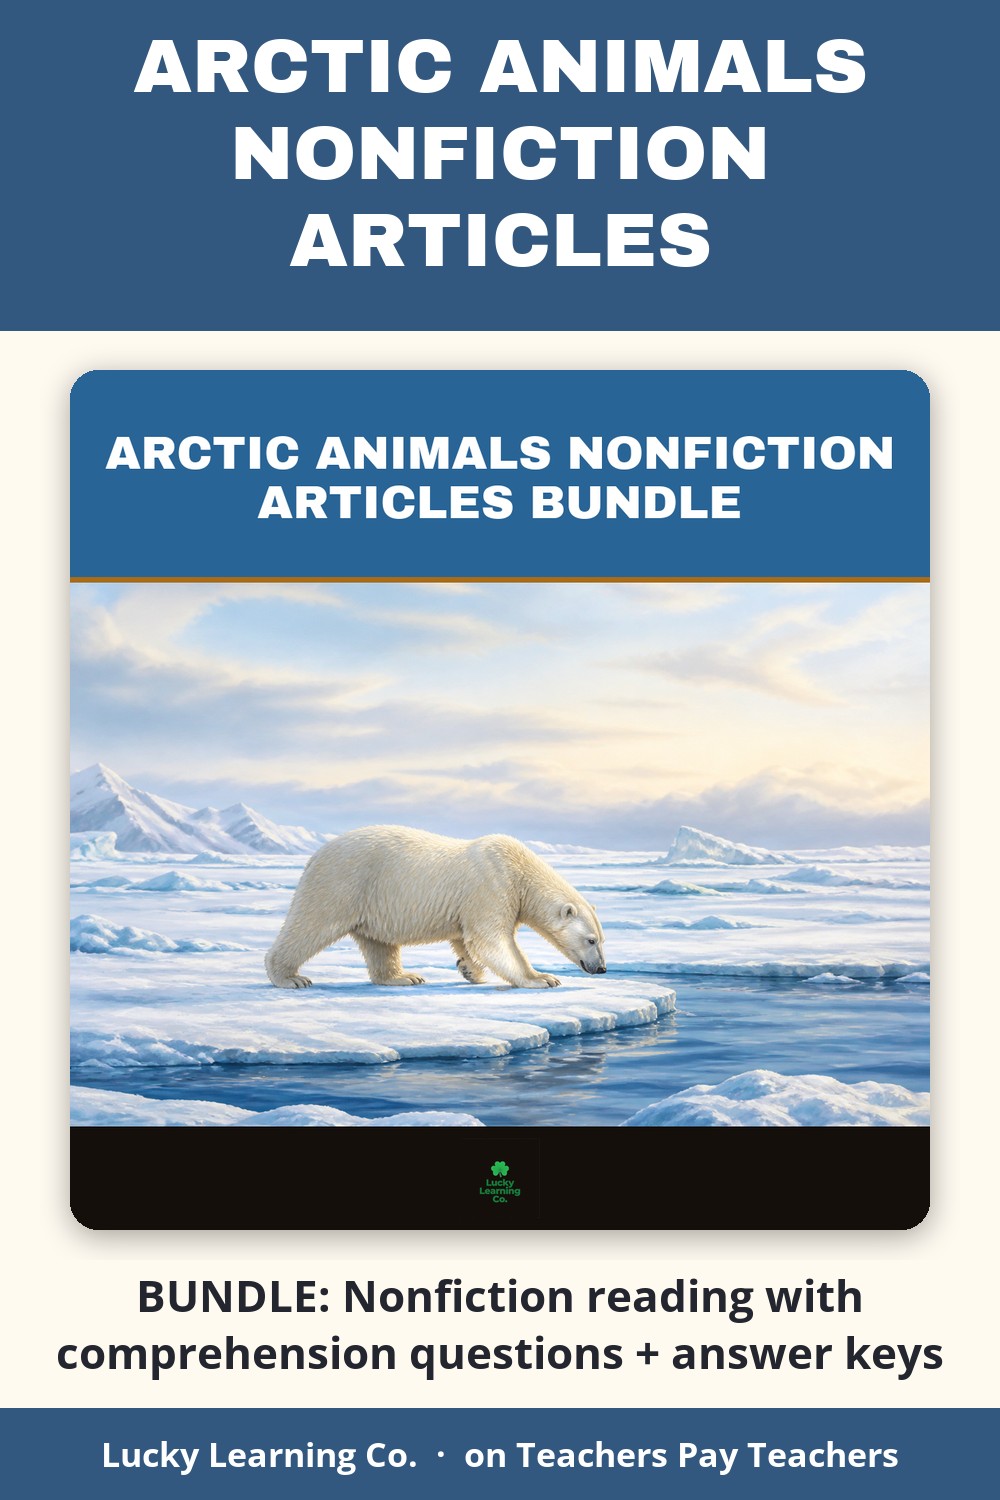 ARCTIC ANIMALS
NONFICTION
ARTICLES
ARCTIC ANIMALS NONFICTION
ARTICLES BUNDLE
Lucky
Learning
Co.
BUNDLE: Nonfiction reading with
comprehension questions + answer keys
Lucky Learning Co. · on Teachers Pay Teachers